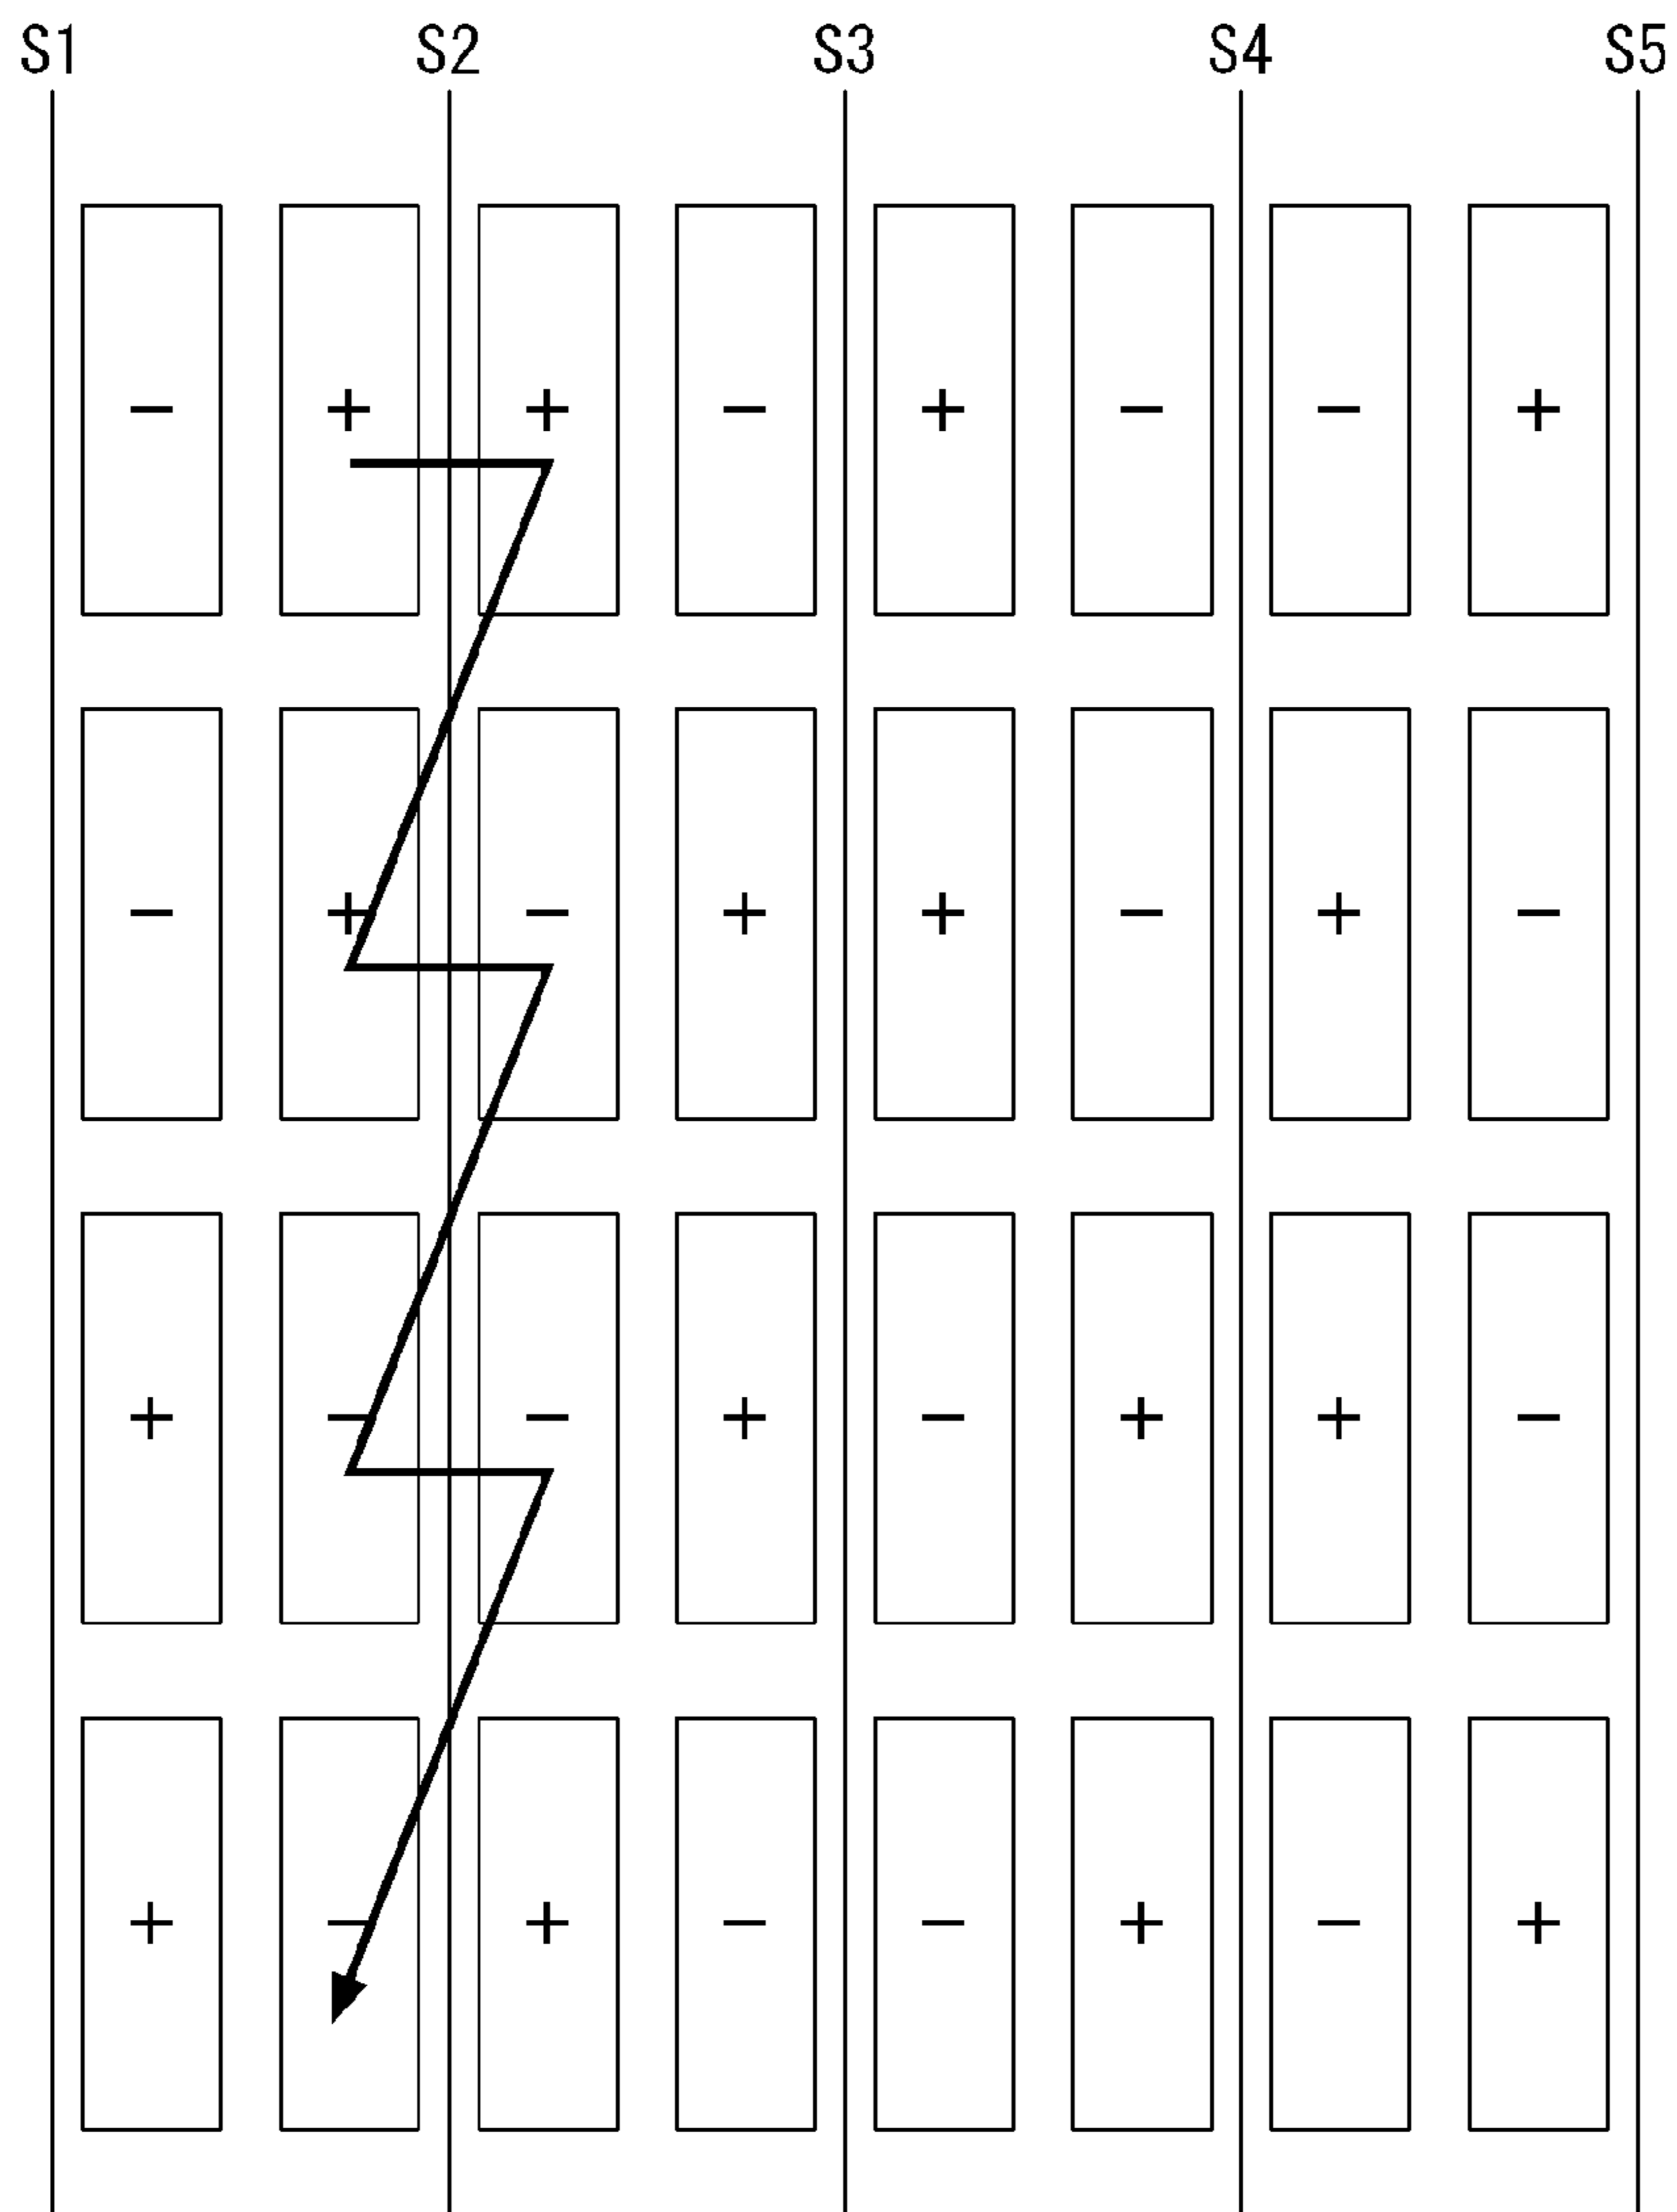 S1 S2 S3 S4 S5
− + + − + − − +
− + − + + − + −
+ − − + − + + −
+ − + − − + − +